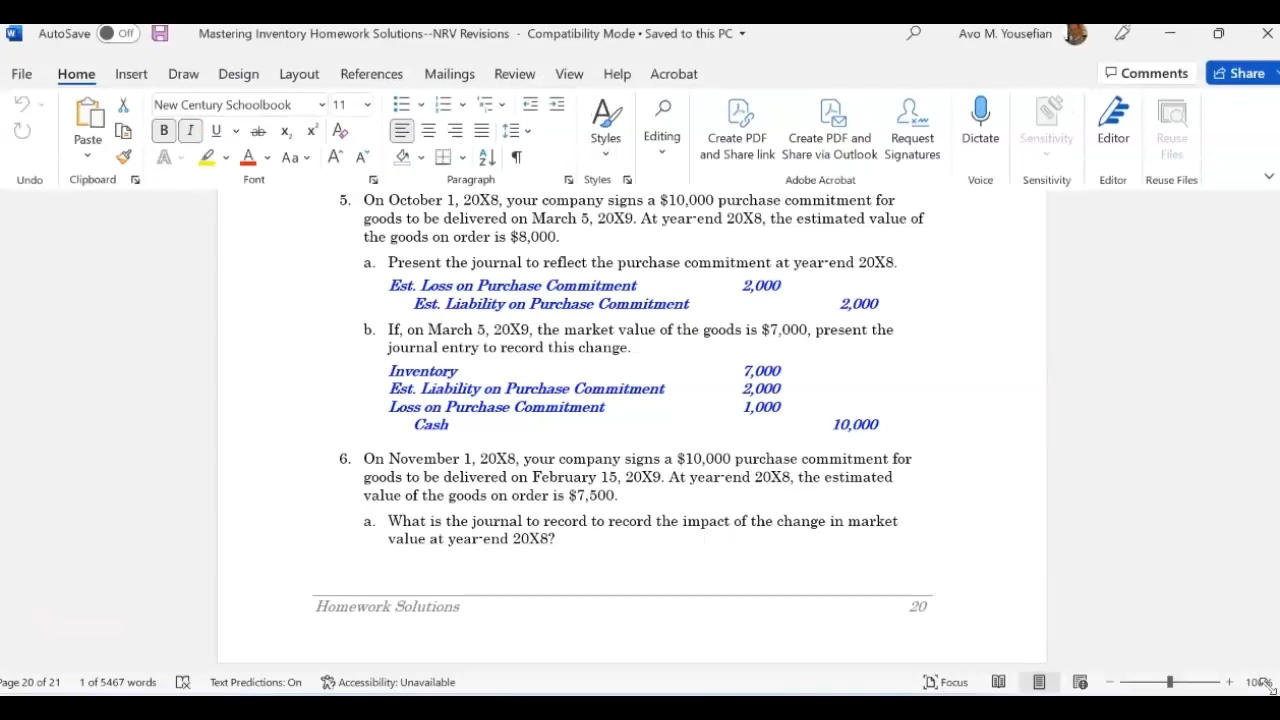 AutoSave Off Mastering Inventory Homework Solutions--NRV Revisions - Compatibility Mode • Saved to this PC Avo M. Yousefian
File Home Insert Draw Design Layout References Mailings Review View Help Acrobat Comments Share
New Century Schoolbook 11
Paste
B I U ab x₂ x² A
A A Aa A A
Styles
Editing
Create PDF and Share link
Create PDF and Share via Outlook
Request Signatures
Dictate
Sensitivity
Editor
Reuse Files
Undo Clipboard Font Paragraph Styles Adobe Acrobat Voice Sensitivity Editor Reuse Files
5. On October 1, 20X8, your company signs a $10,000 purchase commitment for
goods to be delivered on March 5, 20X9. At year-end 20X8, the estimated value of
the goods on order is $8,000.
a. Present the journal to reflect the purchase commitment at year-end 20X8.
Est. Loss on Purchase Commitment 2,000
Est. Liability on Purchase Commitment 2,000
b. If, on March 5, 20X9, the market value of the goods is $7,000, present the
journal entry to record this change.
Inventory 7,000
Est. Liability on Purchase Commitment 2,000
Loss on Purchase Commitment 1,000
Cash 10,000
6. On November 1, 20X8, your company signs a $10,000 purchase commitment for
goods to be delivered on February 15, 20X9. At year-end 20X8, the estimated
value of the goods on order is $7,500.
a. What is the journal to record to record the impact of the change in market
value at year-end 20X8?
Homework Solutions 20
Page 20 of 21 1 of 5467 words Text Predictions: On Accessibility: Unavailable Focus